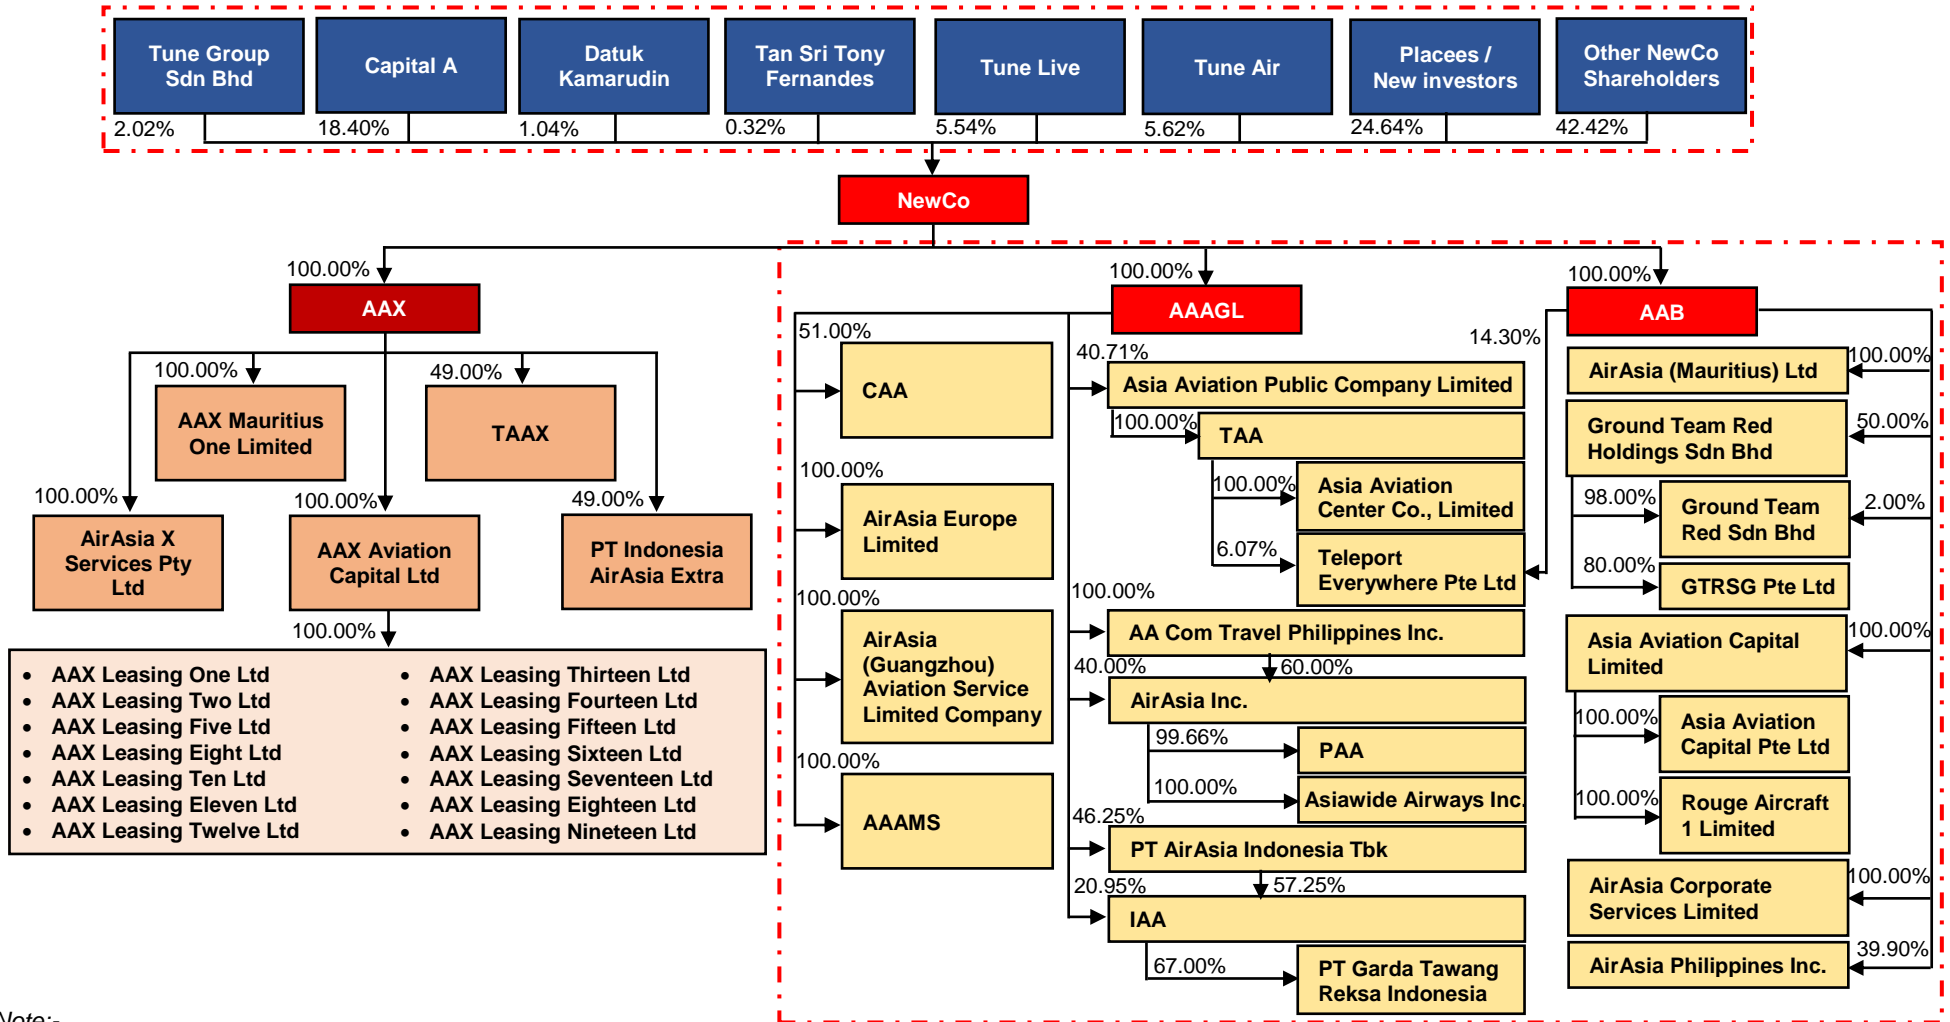 Tune Group
Sdn Bhd
Capital A
Datuk
Kamarudin
Tan Sri Tony
Fernandes
Tune Live
Tune Air
Placees /
New investors
Other NewCo
Shareholders
2.02%
18.40%
1.04%
0.32%
5.54%
5.62%
24.64%
42.42%
NewCo
100.00%
100.00%
100.00%
AAX
AAAGL
AAB
100.00%
49.00%
AAX Mauritius
One Limited
TAAX
100.00%
100.00%
49.00%
AirAsia X
Services Pty
Ltd
AAX Aviation
Capital Ltd
PT Indonesia
AirAsia Extra
100.00%
• AAX Leasing One Ltd
• AAX Leasing Two Ltd
• AAX Leasing Five Ltd
• AAX Leasing Eight Ltd
• AAX Leasing Ten Ltd
• AAX Leasing Eleven Ltd
• AAX Leasing Twelve Ltd
• AAX Leasing Thirteen Ltd
• AAX Leasing Fourteen Ltd
• AAX Leasing Fifteen Ltd
• AAX Leasing Sixteen Ltd
• AAX Leasing Seventeen Ltd
• AAX Leasing Eighteen Ltd
• AAX Leasing Nineteen Ltd
51.00%
CAA
100.00%
AirAsia Europe
Limited
100.00%
AirAsia
(Guangzhou)
Aviation Service
Limited Company
100.00%
AAAMS
40.71%
Asia Aviation Public Company Limited
100.00%
TAA
100.00%
Asia Aviation
Center Co., Limited
6.07%
Teleport
Everywhere Pte Ltd
14.30%
100.00%
AA Com Travel Philippines Inc.
40.00%
60.00%
AirAsia Inc.
99.66%
PAA
100.00%
Asiawide Airways Inc.
46.25%
PT AirAsia Indonesia Tbk
20.95%
57.25%
IAA
67.00%
PT Garda Tawang
Reksa Indonesia
AirAsia (Mauritius) Ltd
100.00%
Ground Team Red
Holdings Sdn Bhd
50.00%
98.00%
Ground Team
Red Sdn Bhd
2.00%
80.00%
GTRSG Pte Ltd
Asia Aviation Capital
Limited
100.00%
100.00%
Asia Aviation
Capital Pte Ltd
100.00%
Rouge Aircraft
1 Limited
AirAsia Corporate
Services Limited
100.00%
AirAsia Philippines Inc.
39.90%
Note:-